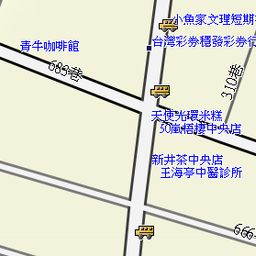 小魚家文理短期
台灣彩券穩發彩券行
青牛咖啡館
683巷
310巷
天使光環米糕
50嵐梧棲中央店
新井茶中央店
王海亭中醫診所
666